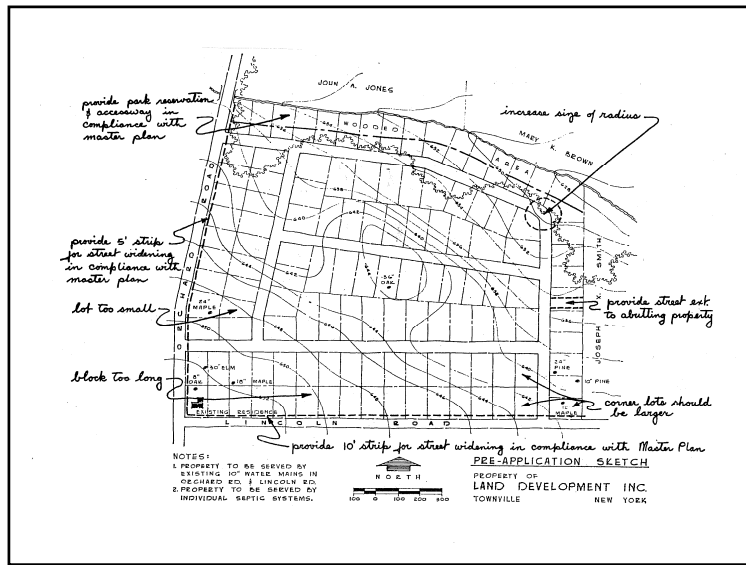 JOHN A. JONES
provide park reservation
& accessway in
compliance with
master plan
increase size of radius
WOODED AREA
MARY K. BROWN
ORCHARD ROAD
provide 5' strip
for street widening
in compliance with
master plan
36"
OAK
JOSEPH X. SMITH
provide street ext.
to abutting property
24"
MAPLE
lot too small
30" ELM
18" MAPLE
8"
OAK
24"
PINE
10" PINE
block too long
EXISTING RESIDENCE
MAPLE
corner lots should
be larger
LINCOLN ROAD
provide 10' strip for street widening in compliance with Master Plan
NOTES:
1. PROPERTY TO BE SERVED BY
EXISTING 10" WATER MAINS IN
ORCHARD RD. & LINCOLN RD.
2. PROPERTY TO BE SERVED BY
INDIVIDUAL SEPTIC SYSTEMS.
NORTH
100 0 100 200 300
PRE-APPLICATION SKETCH
PROPERTY OF
LAND DEVELOPMENT INC.
TOWNVILLE NEW YORK